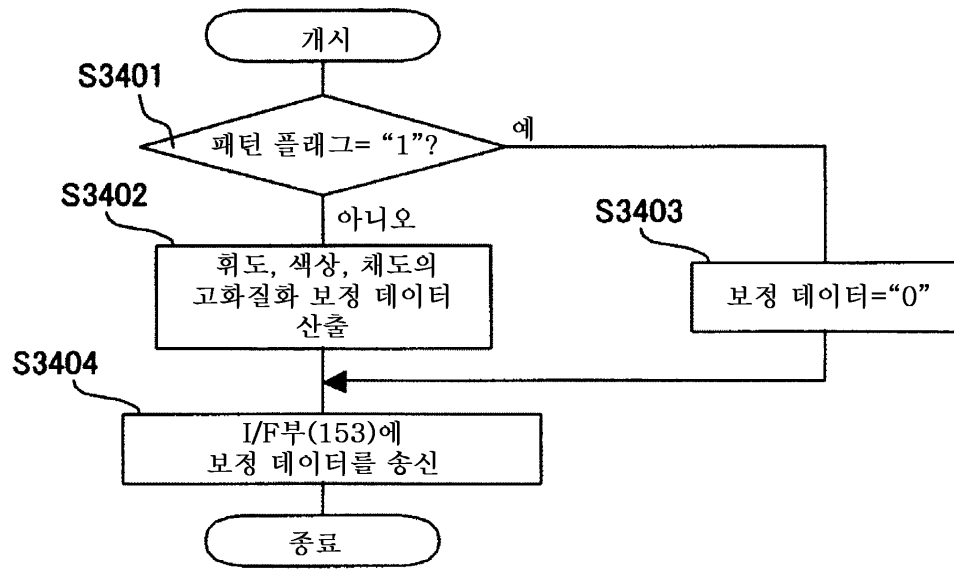 개시
S3401
패턴 플래그= “1”?
예
S3402
아니오
S3403
휘도, 색상, 채도의
고화질화 보정 데이터
산출
보정 데이터=“0”
S3404
I/F부(153)에
보정 데이터를 송신
종료